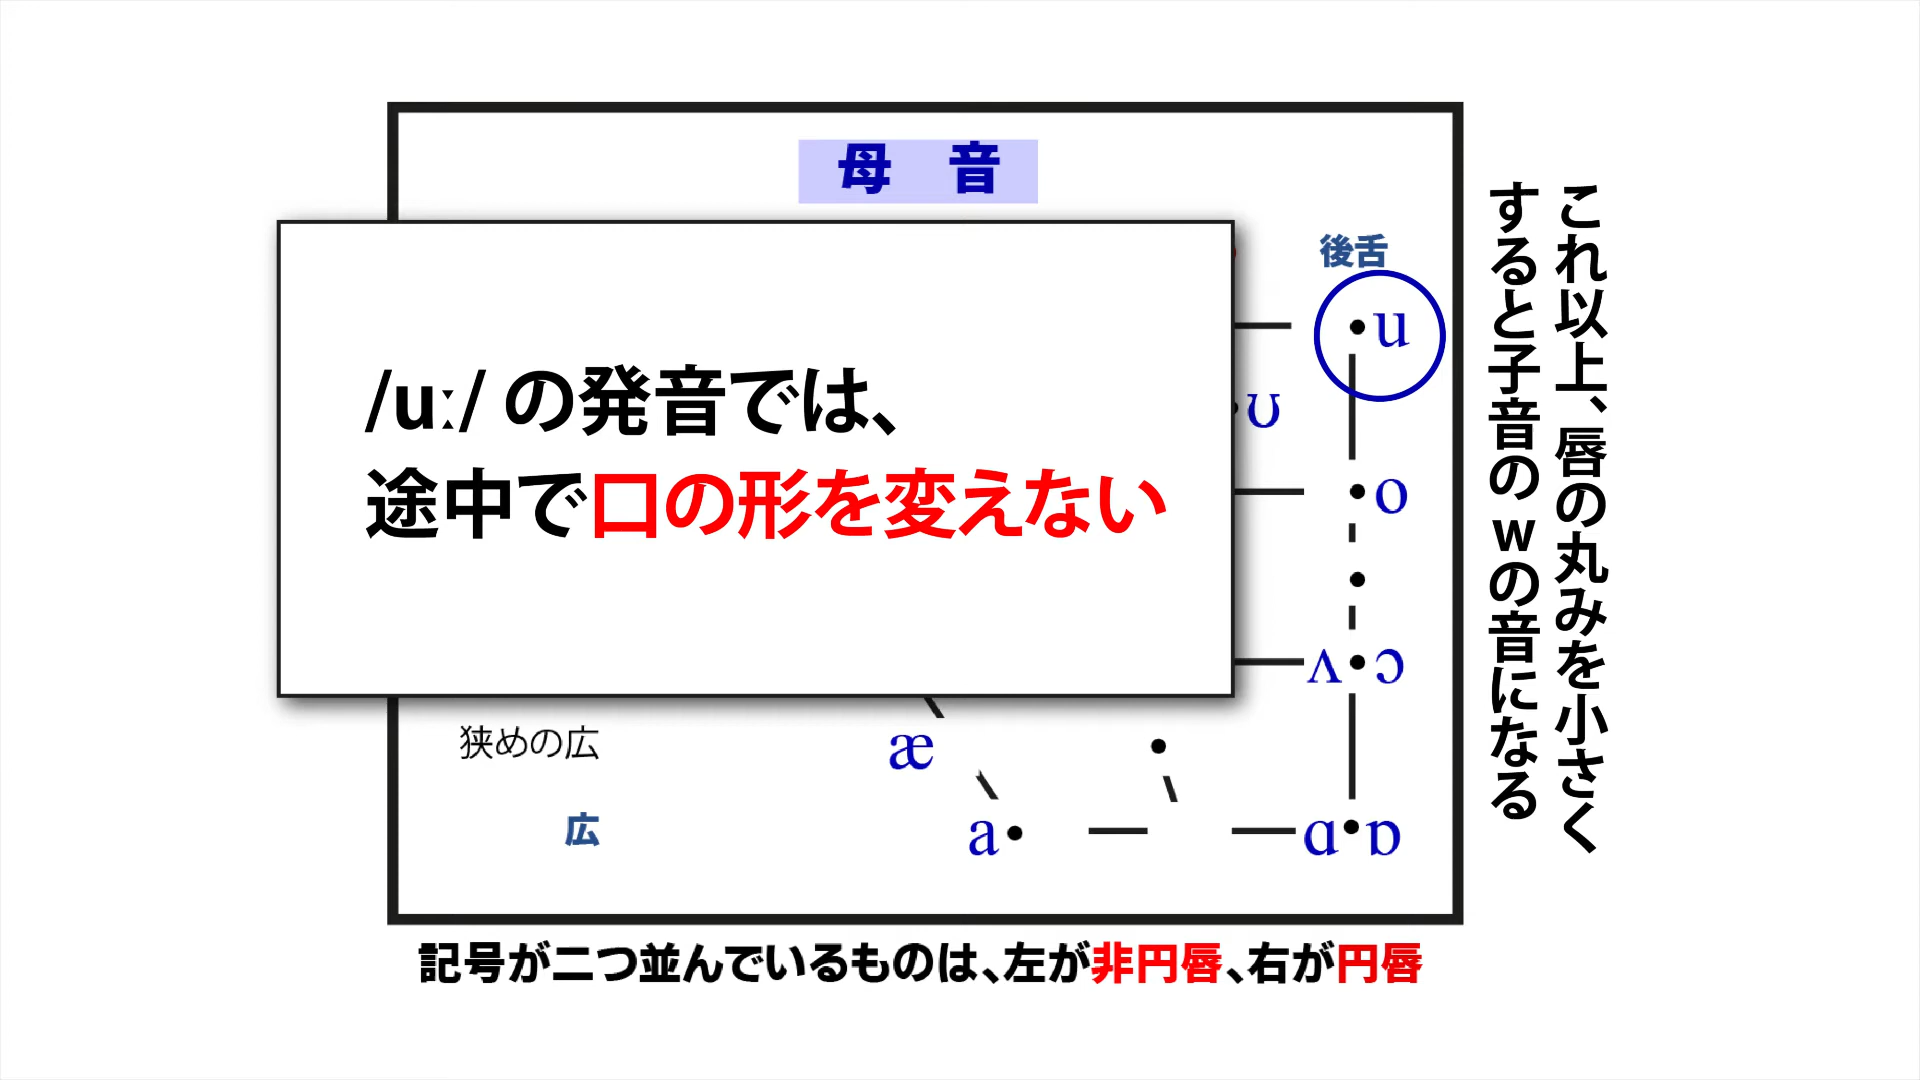 母 音
後舌
•u
/uː/ の発音では、
途中で口の形を変えない
•ʊ
•o
ʌ•ɔ
狭めの広
æ
広
a•
ɑ•ɒ
これ以上、唇の丸みを小さく
すると子音の w の音になる
記号が二つ並んでいるものは、左が非円唇、右が円唇